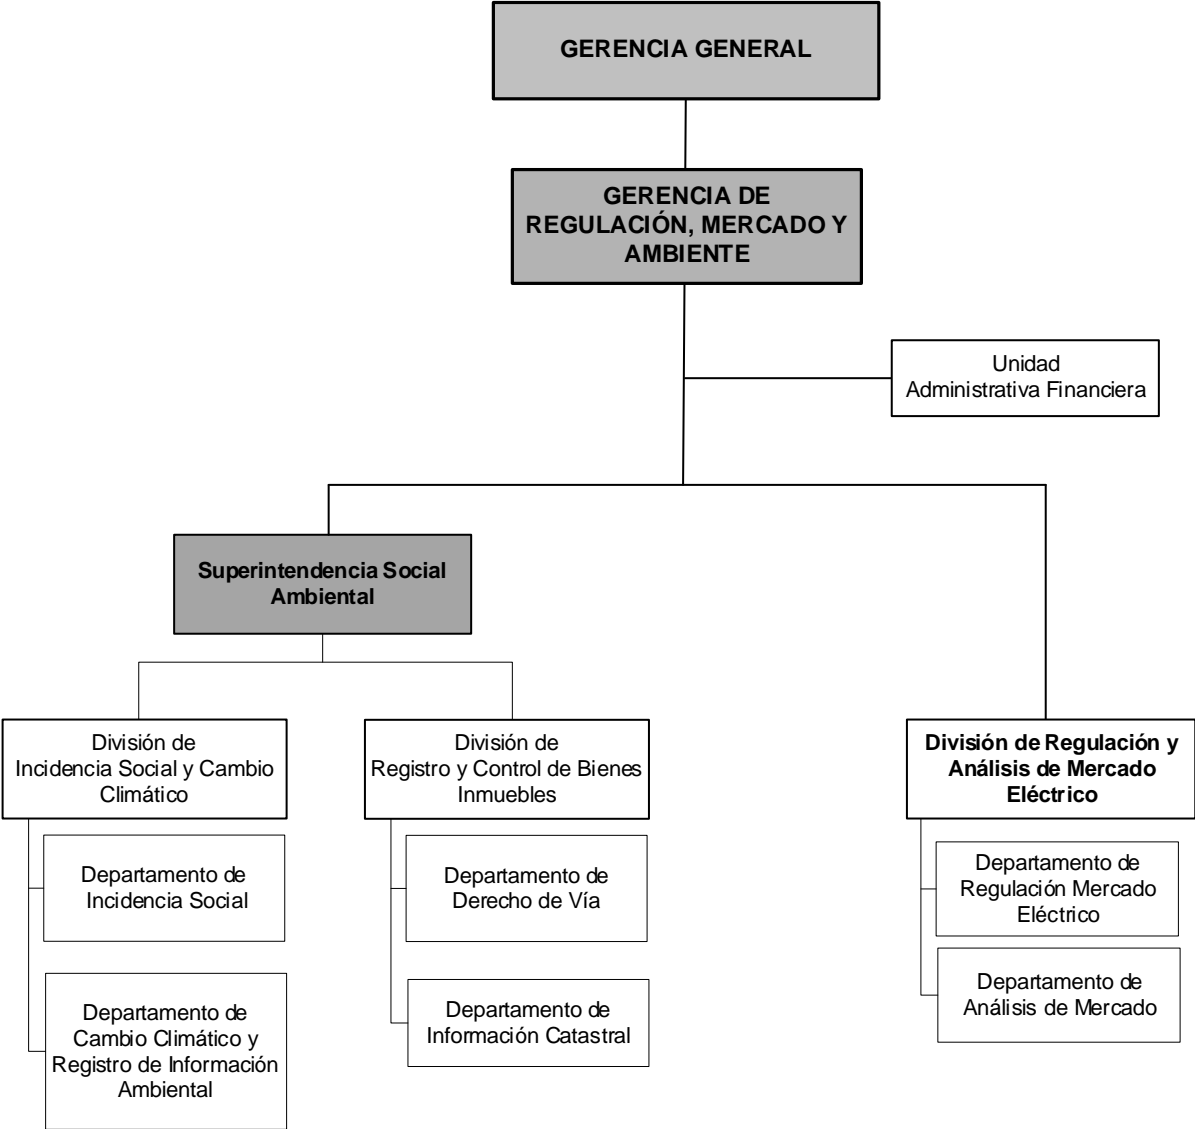 GERENCIA GENERAL
GERENCIA DE
REGULACIÓN, MERCADO Y
AMBIENTE
Unidad
Administrativa Financiera
Superintendencia Social
Ambiental
División de
Incidencia Social y Cambio
Climático
División de
Registro y Control de Bienes
Inmuebles
División de Regulación y
Análisis de Mercado
Eléctrico
Departamento de
Incidencia Social
Departamento de
Derecho de Vía
Departamento de
Regulación Mercado
Eléctrico
Departamento de
Cambio Climático y
Registro de Información
Ambiental
Departamento de
Información Catastral
Departamento de
Análisis de Mercado